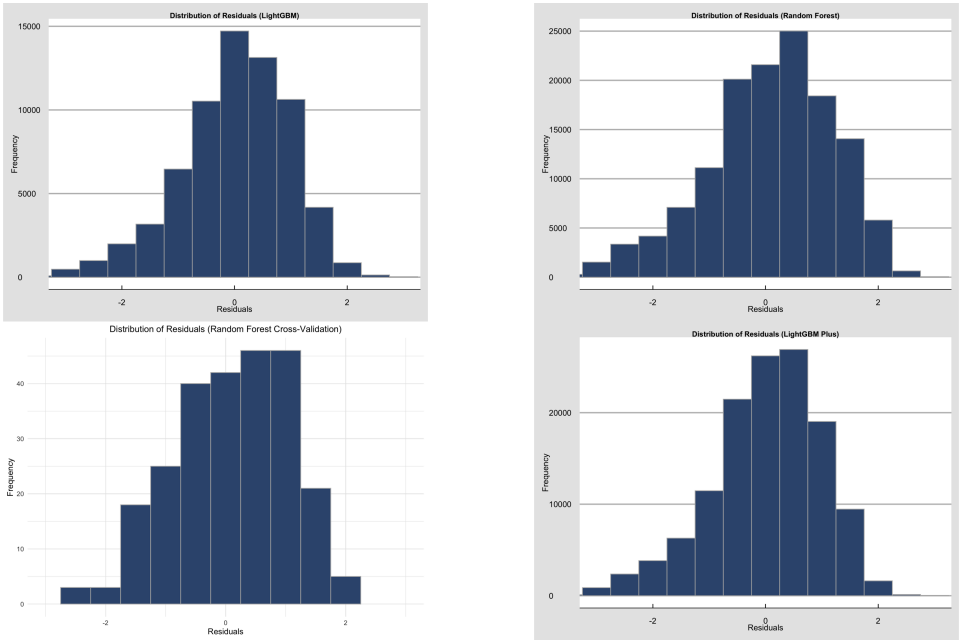 Distribution of Residuals (LightGBM)
15000
10000
5000
0
Frequency
-2
0
2
Residuals
Distribution of Residuals (Random Forest)
25000
20000
15000
10000
5000
0
Frequency
-2
0
2
Residuals
Distribution of Residuals (Random Forest Cross-Validation)
40
30
20
10
0
Frequency
-2
0
2
Residuals
Distribution of Residuals (LightGBM Plus)
20000
10000
0
Frequency
-2
0
2
Residuals